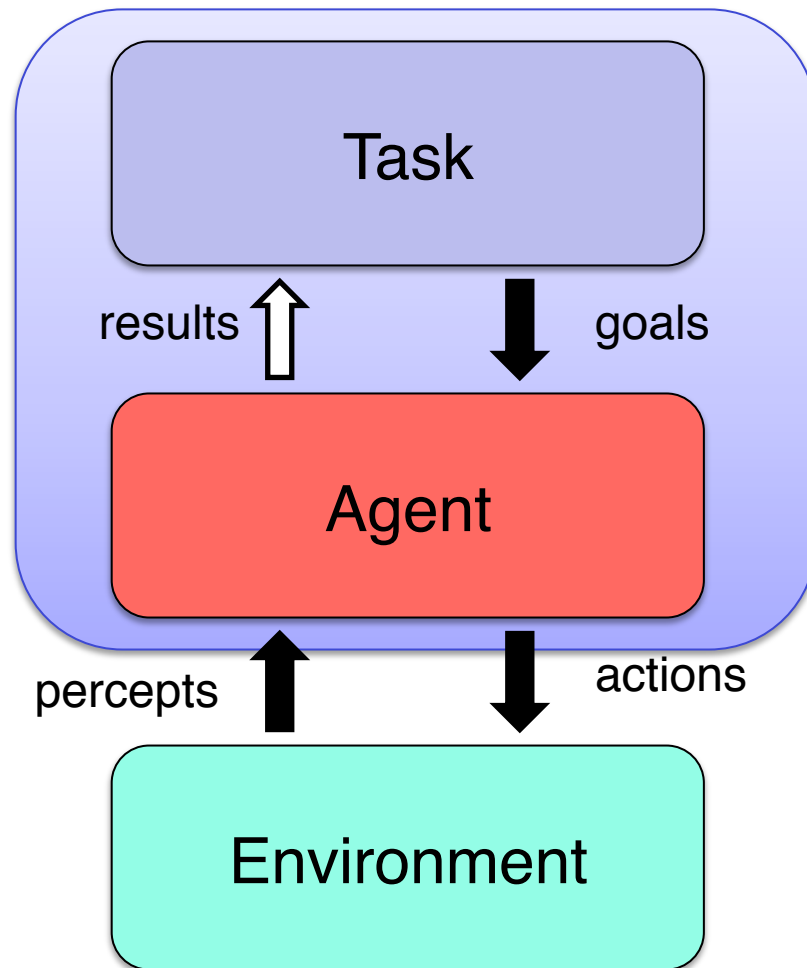 Task
results
goals
Agent
percepts
actions
Environment